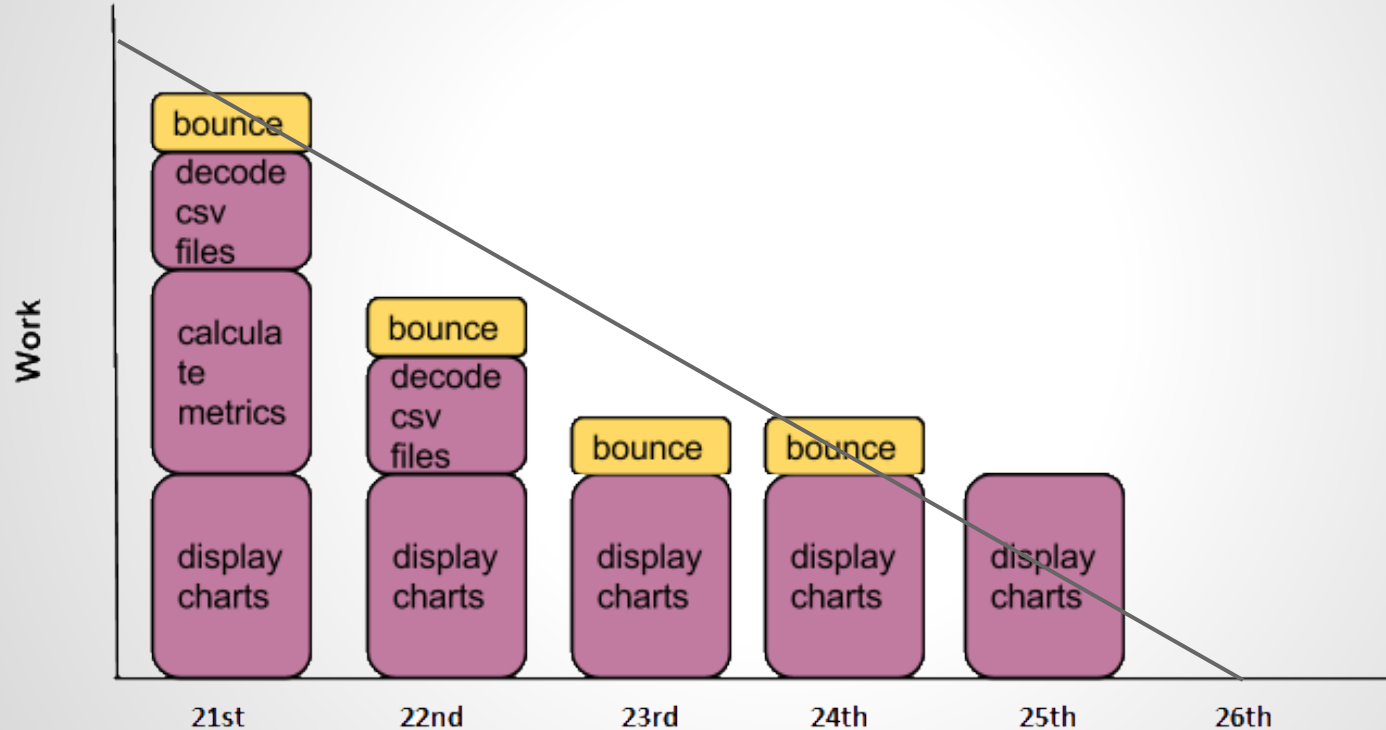 Work
bounce
decode
csv
files
calcula
te
metrics
display
charts
bounce
decode
csv
files
display
charts
bounce
display
charts
bounce
display
charts
display
charts
21st
22nd
23rd
24th
25th
26th